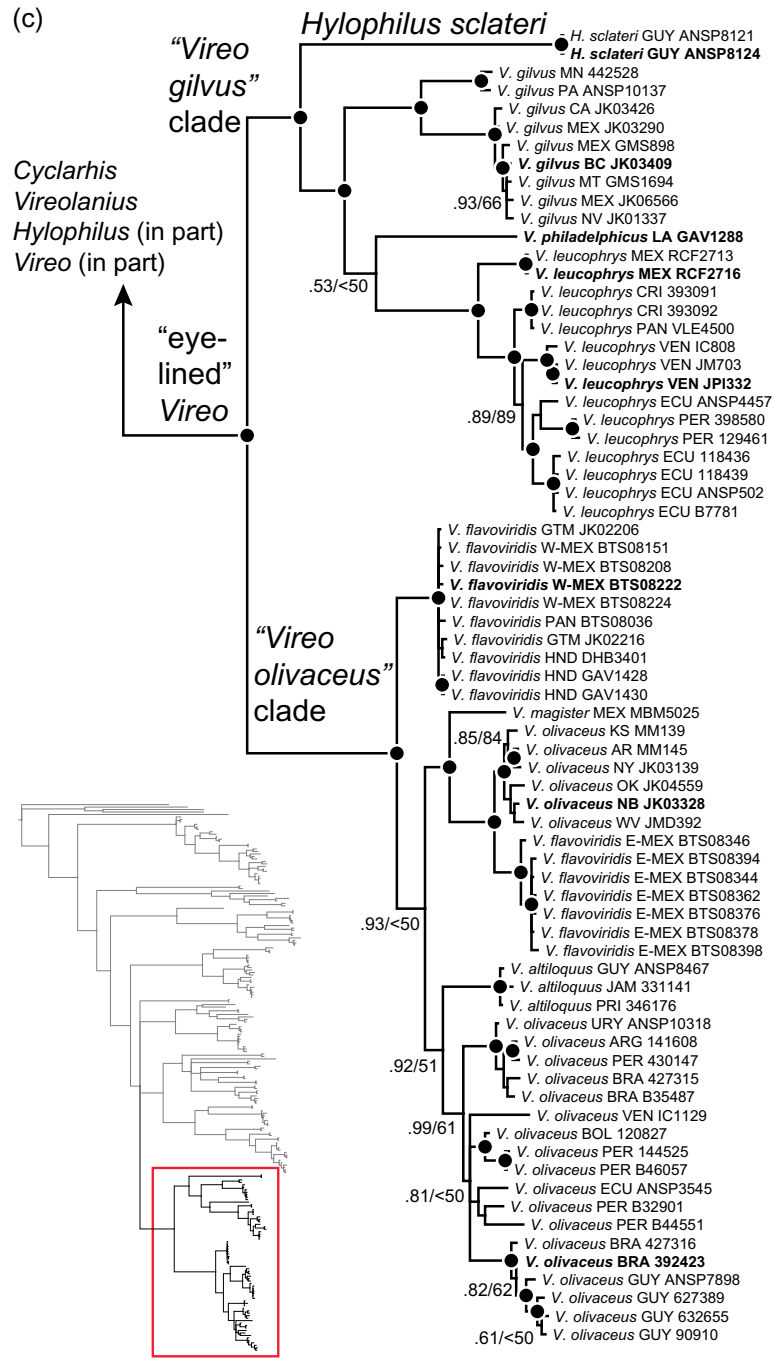 (c)
Hylophilus sclateri
"Vireo
gilvus"
clade
Cyclarhis
Vireolanius
Hylophilus (in part)
Vireo (in part)
"eye-
lined"
Vireo
"Vireo
olivaceus"
clade
H. sclateri GUY ANSP8121
H. sclateri GUY ANSP8124
V. gilvus MN 442528
V. gilvus PA ANSP10137
V. gilvus CA JK03426
V. gilvus MEX JK03290
V. gilvus MEX GMS898
V. gilvus BC JK03409
V. gilvus MT GMS1694
.93/66
V. gilvus MEX JK06566
V. gilvus NV JK01337
V. philadelphicus LA GAV1288
V. leucophrys MEX RCF2713
.53/<50
V. leucophrys MEX RCF2716
V. leucophrys CRI 393091
V. leucophrys CRI 393092
V. leucophrys PAN VLE4500
V. leucophrys VEN IC808
V. leucophrys VEN JM703
V. leucophrys VEN JPI332
V. leucophrys ECU ANSP4457
.89/89
V. leucophrys PER 398580
V. leucophrys PER 129461
V. leucophrys ECU 118436
V. leucophrys ECU 118439
V. leucophrys ECU ANSP502
V. leucophrys ECU B7781
V. flavoviridis GTM JK02206
V. flavoviridis W-MEX BTS08151
V. flavoviridis W-MEX BTS08208
V. flavoviridis W-MEX BTS08222
V. flavoviridis W-MEX BTS08224
V. flavoviridis PAN BTS08036
V. flavoviridis GTM JK02216
V. flavoviridis HND DHB3401
V. flavoviridis HND GAV1428
V. flavoviridis HND GAV1430
V. magister MEX MBM5025
V. olivaceus KS MM139
.85/84
V. olivaceus AR MM145
V. olivaceus NY JK03139
V. olivaceus OK JK04559
V. olivaceus NB JK03328
V. olivaceus WV JMD392
V. flavoviridis E-MEX BTS08346
V. flavoviridis E-MEX BTS08394
V. flavoviridis E-MEX BTS08344
V. flavoviridis E-MEX BTS08362
V. flavoviridis E-MEX BTS08376
V. flavoviridis E-MEX BTS08378
.93/<50
V. flavoviridis E-MEX BTS08398
V. altiloquus GUY ANSP8467
V. altiloquus JAM 331141
V. altiloquus PRI 346176
V. olivaceus URY ANSP10318
V. olivaceus ARG 141608
.92/51
V. olivaceus PER 430147
V. olivaceus BRA 427315
V. olivaceus BRA B35487
V. olivaceus VEN IC1129
.99/61
V. olivaceus BOL 120827
V. olivaceus PER 144525
V. olivaceus PER B46057
V. olivaceus ECU ANSP3545
.81/<50
V. olivaceus PER B32901
V. olivaceus PER B44551
V. olivaceus BRA 427316
V. olivaceus BRA 392423
V. olivaceus GUY ANSP7898
.82/62
V. olivaceus GUY 627389
V. olivaceus GUY 632655
.61/<50
V. olivaceus GUY 90910